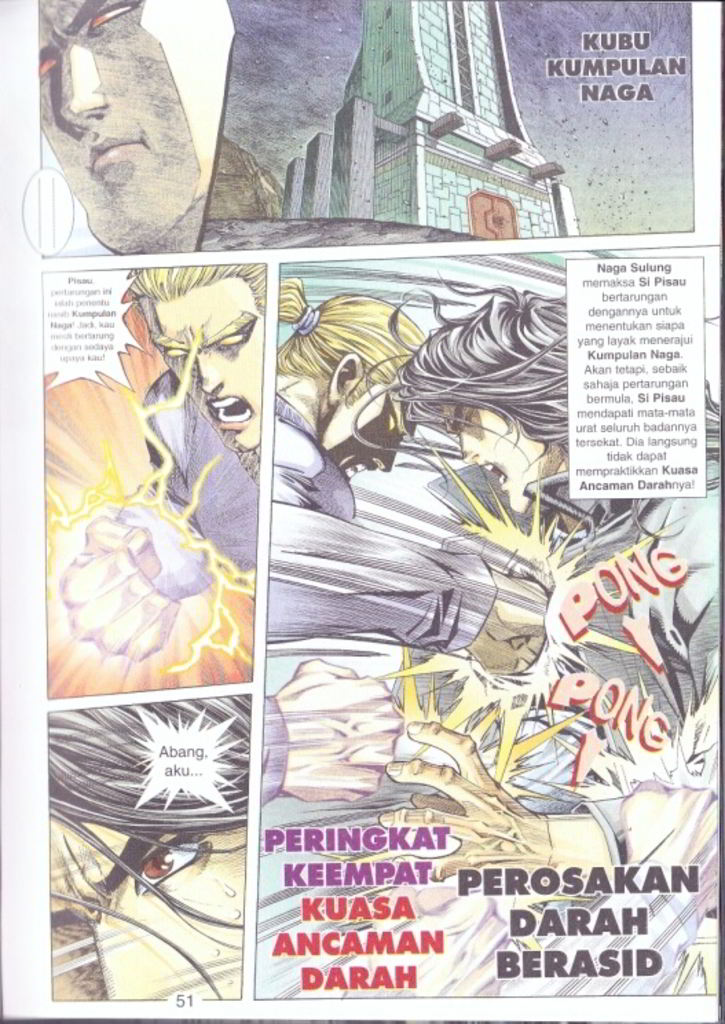 KUBU
KUMPULAN
NAGA
Pisau,
pertarungan ini
ialah penentu
nasib Kumpulan
Naga! Jadi, kau
mesti bertarung
dengan sedaya
upaya kau!
Naga Sulung
memaksa Si Pisau
bertarungan
dengannya untuk
menentukan siapa
yang layak menerajui
Kumpulan Naga.
Akan tetapi, sebaik
sahaja pertarungan
bermula, Si Pisau
mendapati mata-mata
urat seluruh badannya
tersekat. Dia langsung
tidak dapat
mempraktikkan Kuasa
Ancaman Darahnya!
PONG
!
PONG
!
Abang,
aku...
PERINGKAT
KEEMPAT
KUASA
ANCAMAN
DARAH
PEROSAKAN
DARAH
BERASID
51